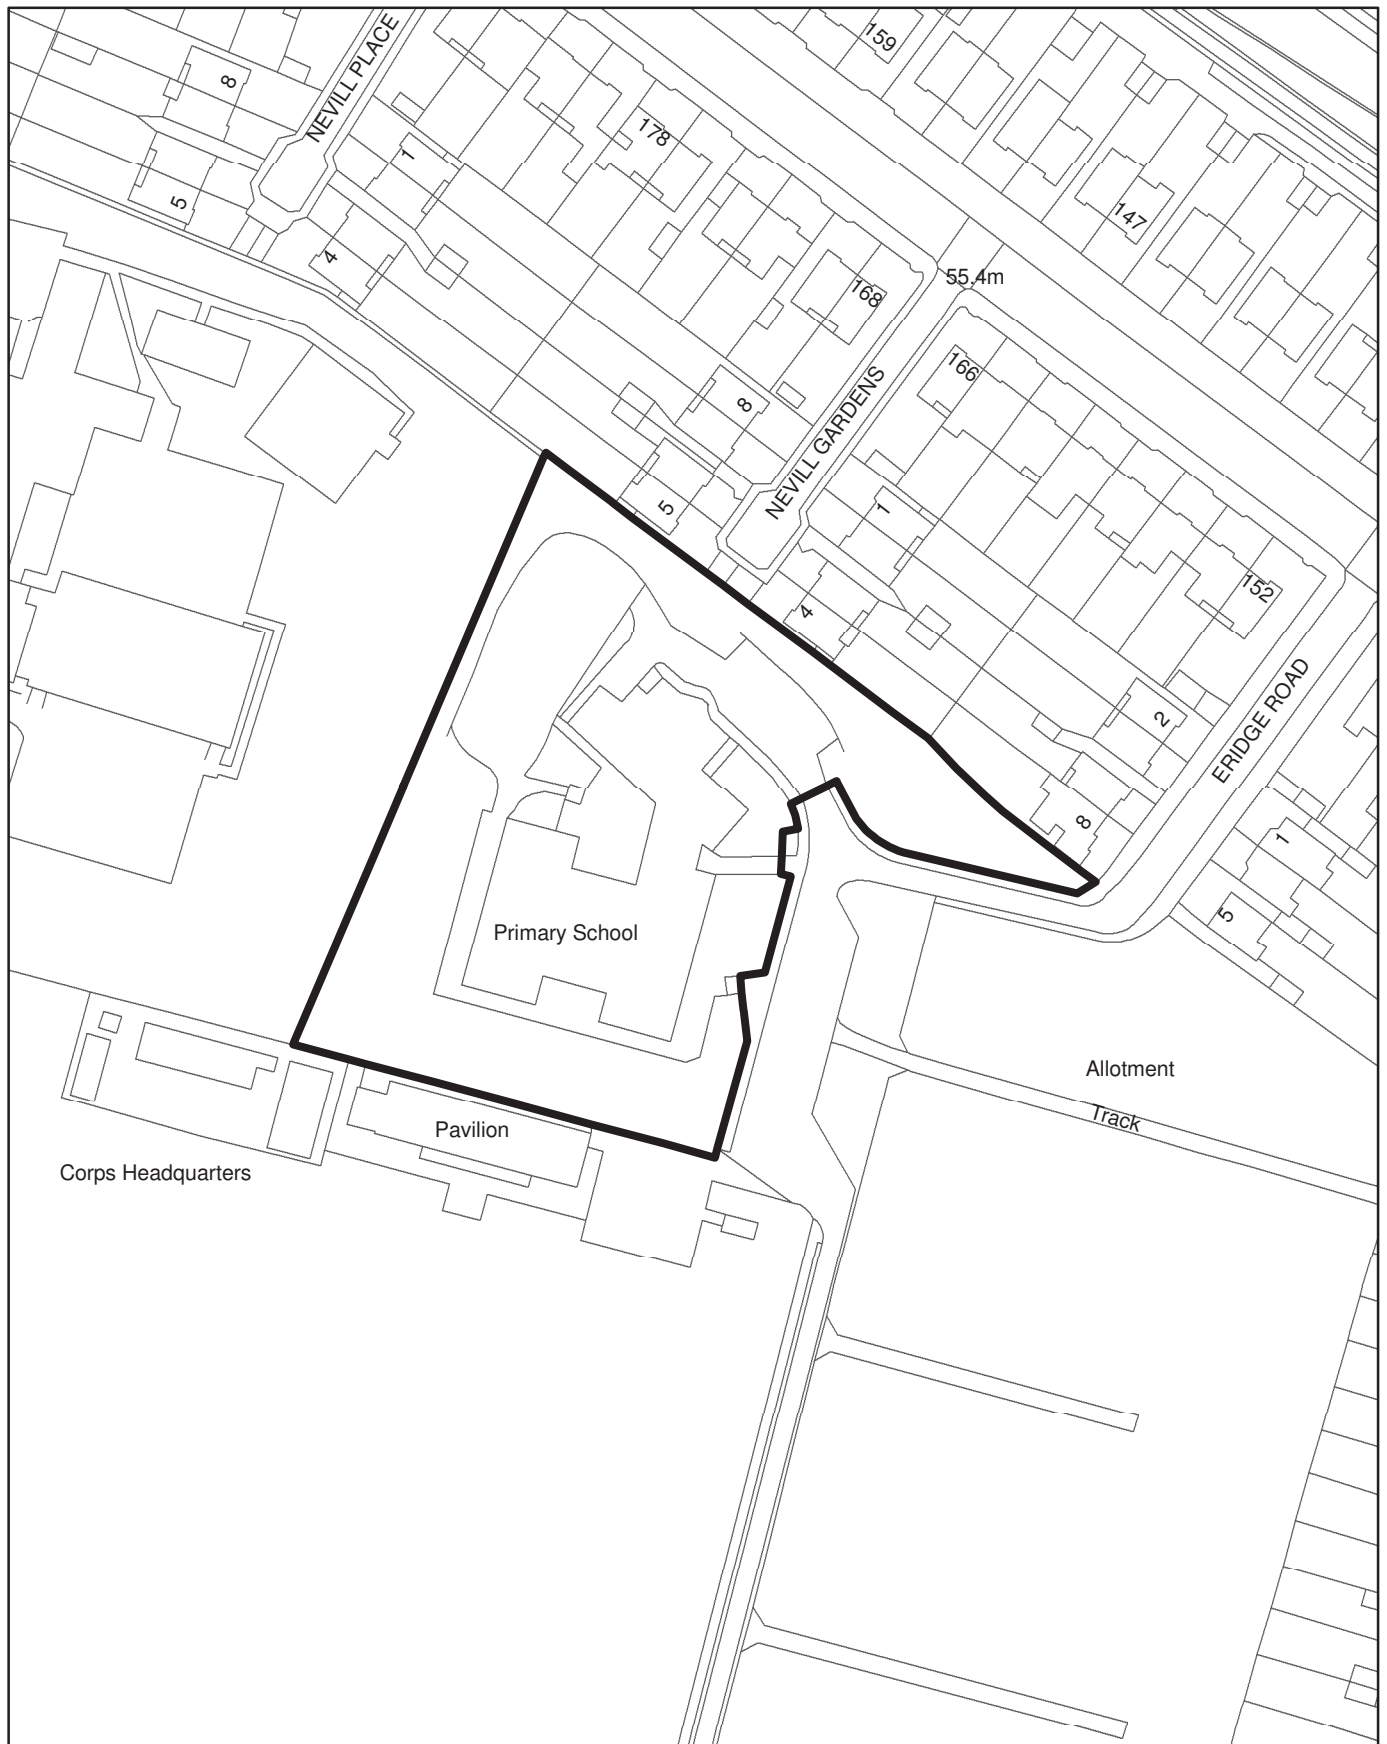 159
NEVILL PLACE
8
178
1
147
5
4
55.4m
168
166
8
NEVILL GARDENS
5
1
152
4
2
ERIDGE ROAD
8
1
5
Primary School
Allotment
Track
Pavilion
Corps Headquarters